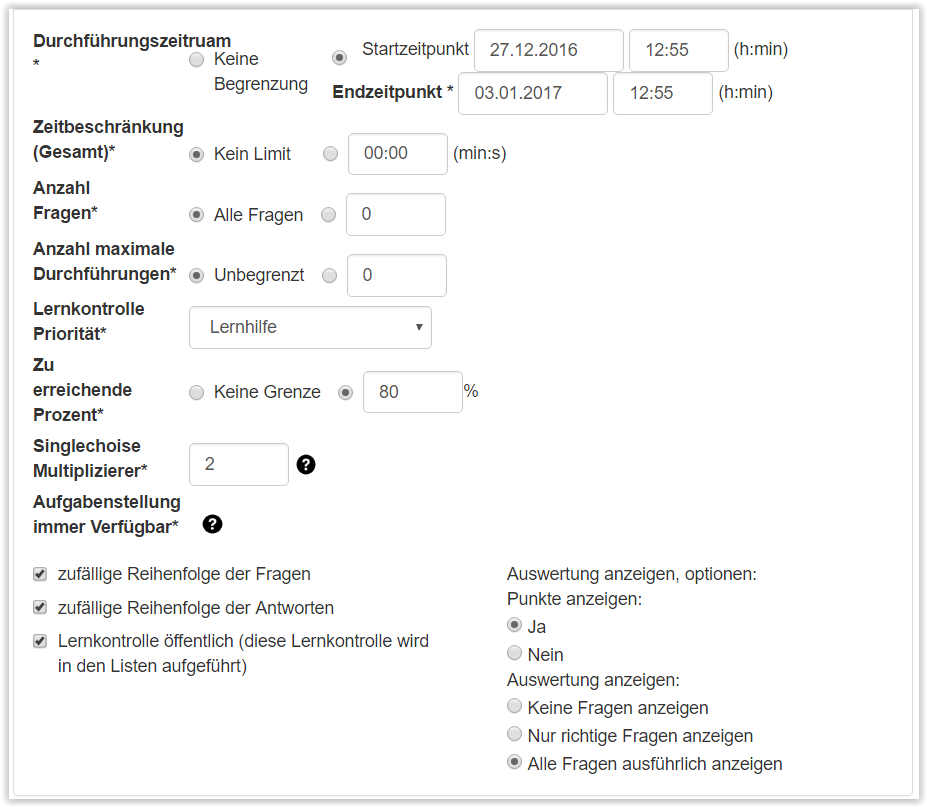 Durchführungszeitruam
*
Keine
Begrenzung
Startzeitpunkt 27.12.2016 12:55 (h:min)
Endzeitpunkt * 03.01.2017 12:55 (h:min)
Zeitbeschränkung
(Gesamt)* Kein Limit 00:00 (min:s)
Anzahl
Fragen* Alle Fragen 0
Anzahl maximale
Durchführungen* Unbegrenzt 0
Lernkontrolle
Priorität* Lernhilfe
Zu
erreichende
Prozent*
Keine Grenze 80 %
Singlechoise
Multiplizierer* 2 ?
Aufgabenstellung
immer Verfügbar* ?
zufällige Reihenfolge der Fragen
zufällige Reihenfolge der Antworten
Lernkontrolle öffentlich (diese Lernkontrolle wird
in den Listen aufgeführt)
Auswertung anzeigen, optionen:
Punkte anzeigen:
Ja
Nein
Auswertung anzeigen:
Keine Fragen anzeigen
Nur richtige Fragen anzeigen
Alle Fragen ausführlich anzeigen